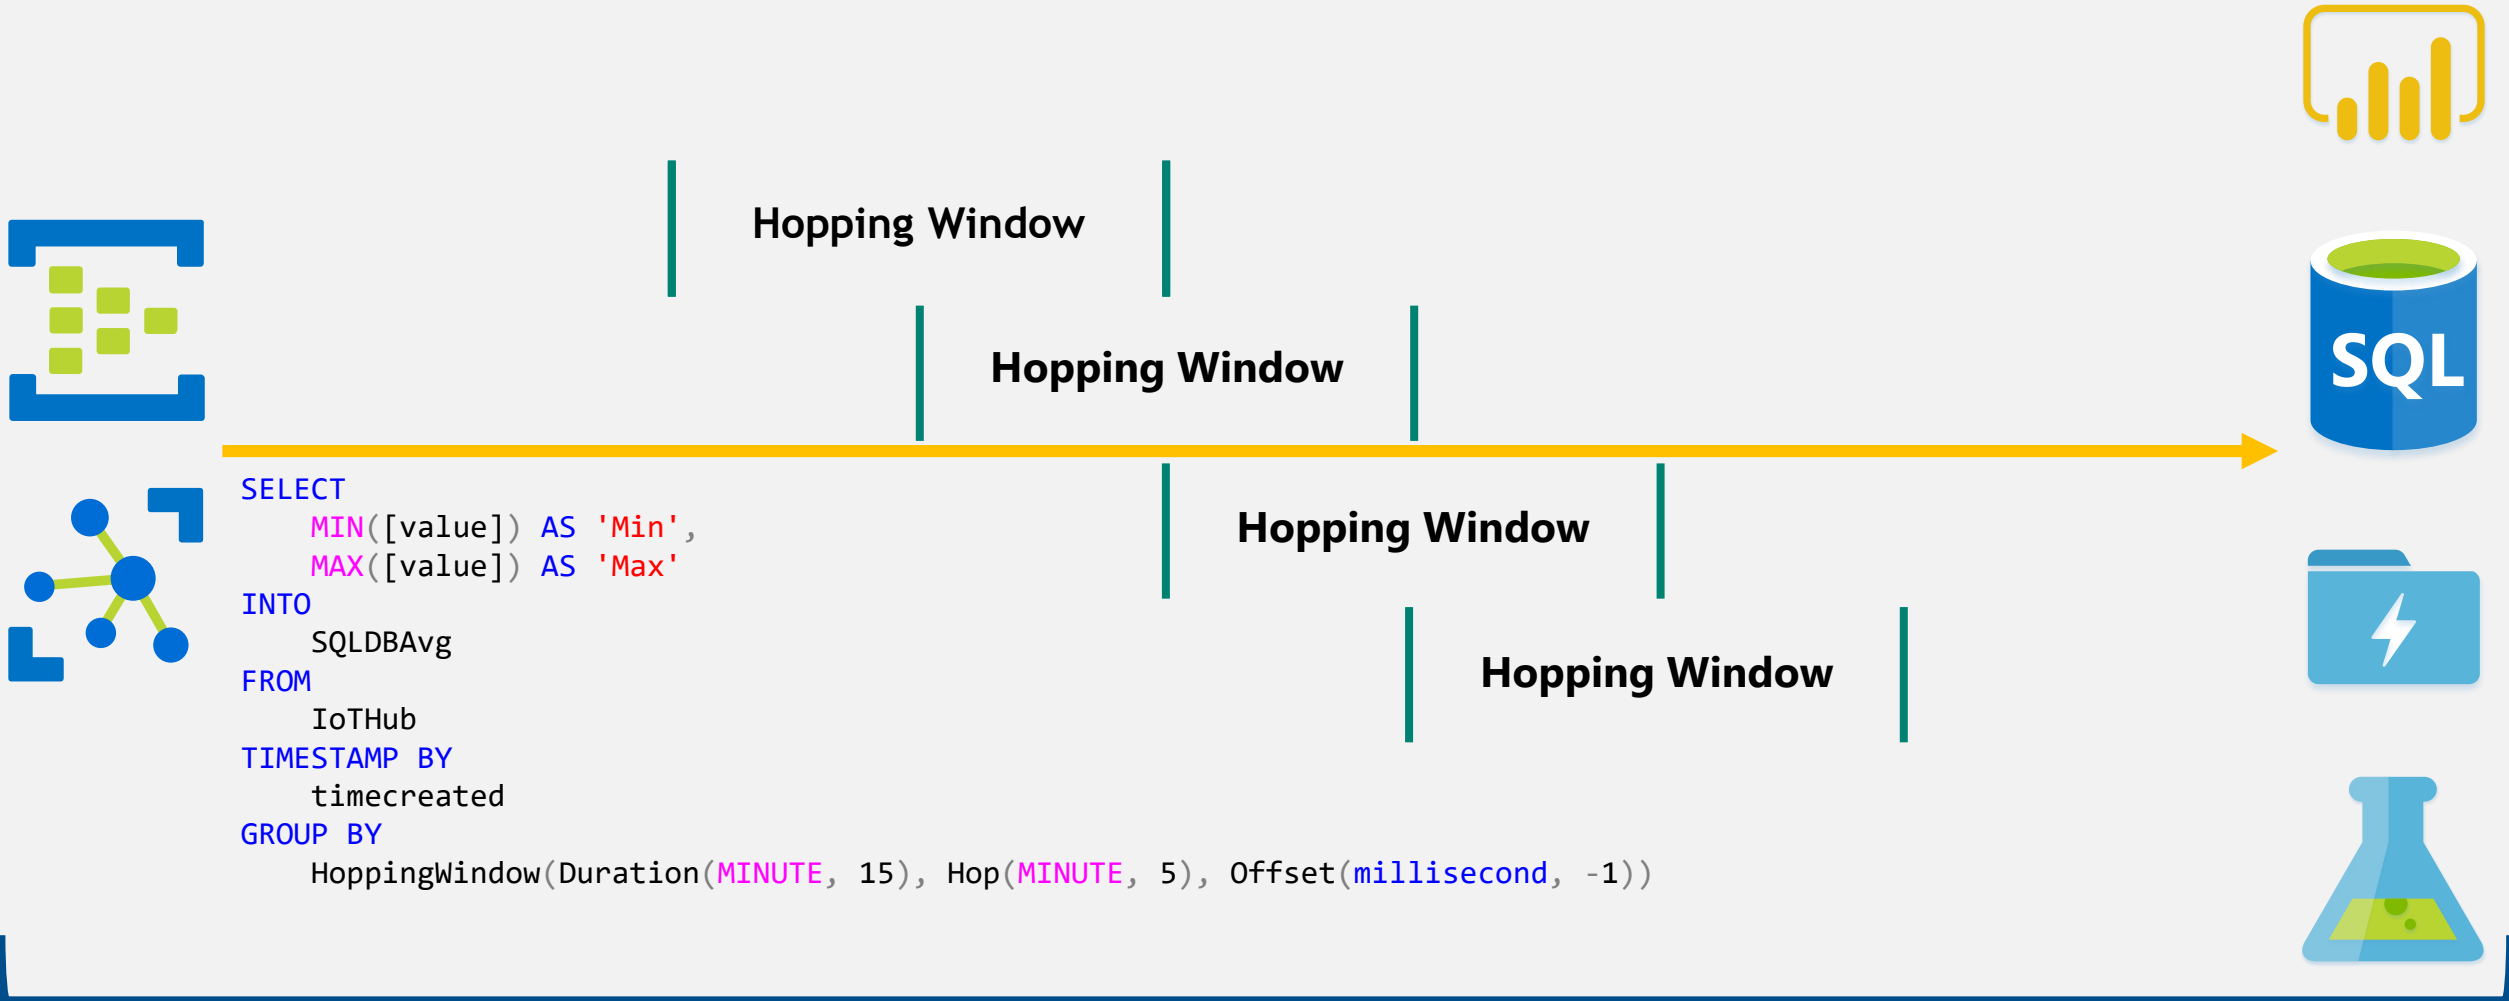 Hopping Window
Hopping Window
SQL
SELECT
MIN([value]) AS 'Min',
MAX([value]) AS 'Max'
INTO
SQLDBAvg
FROM
IoTHub
TIMESTAMP BY
timecreated
GROUP BY
HoppingWindow(Duration(MINUTE, 15), Hop(MINUTE, 5), Offset(millisecond, -1))
Hopping Window
Hopping Window